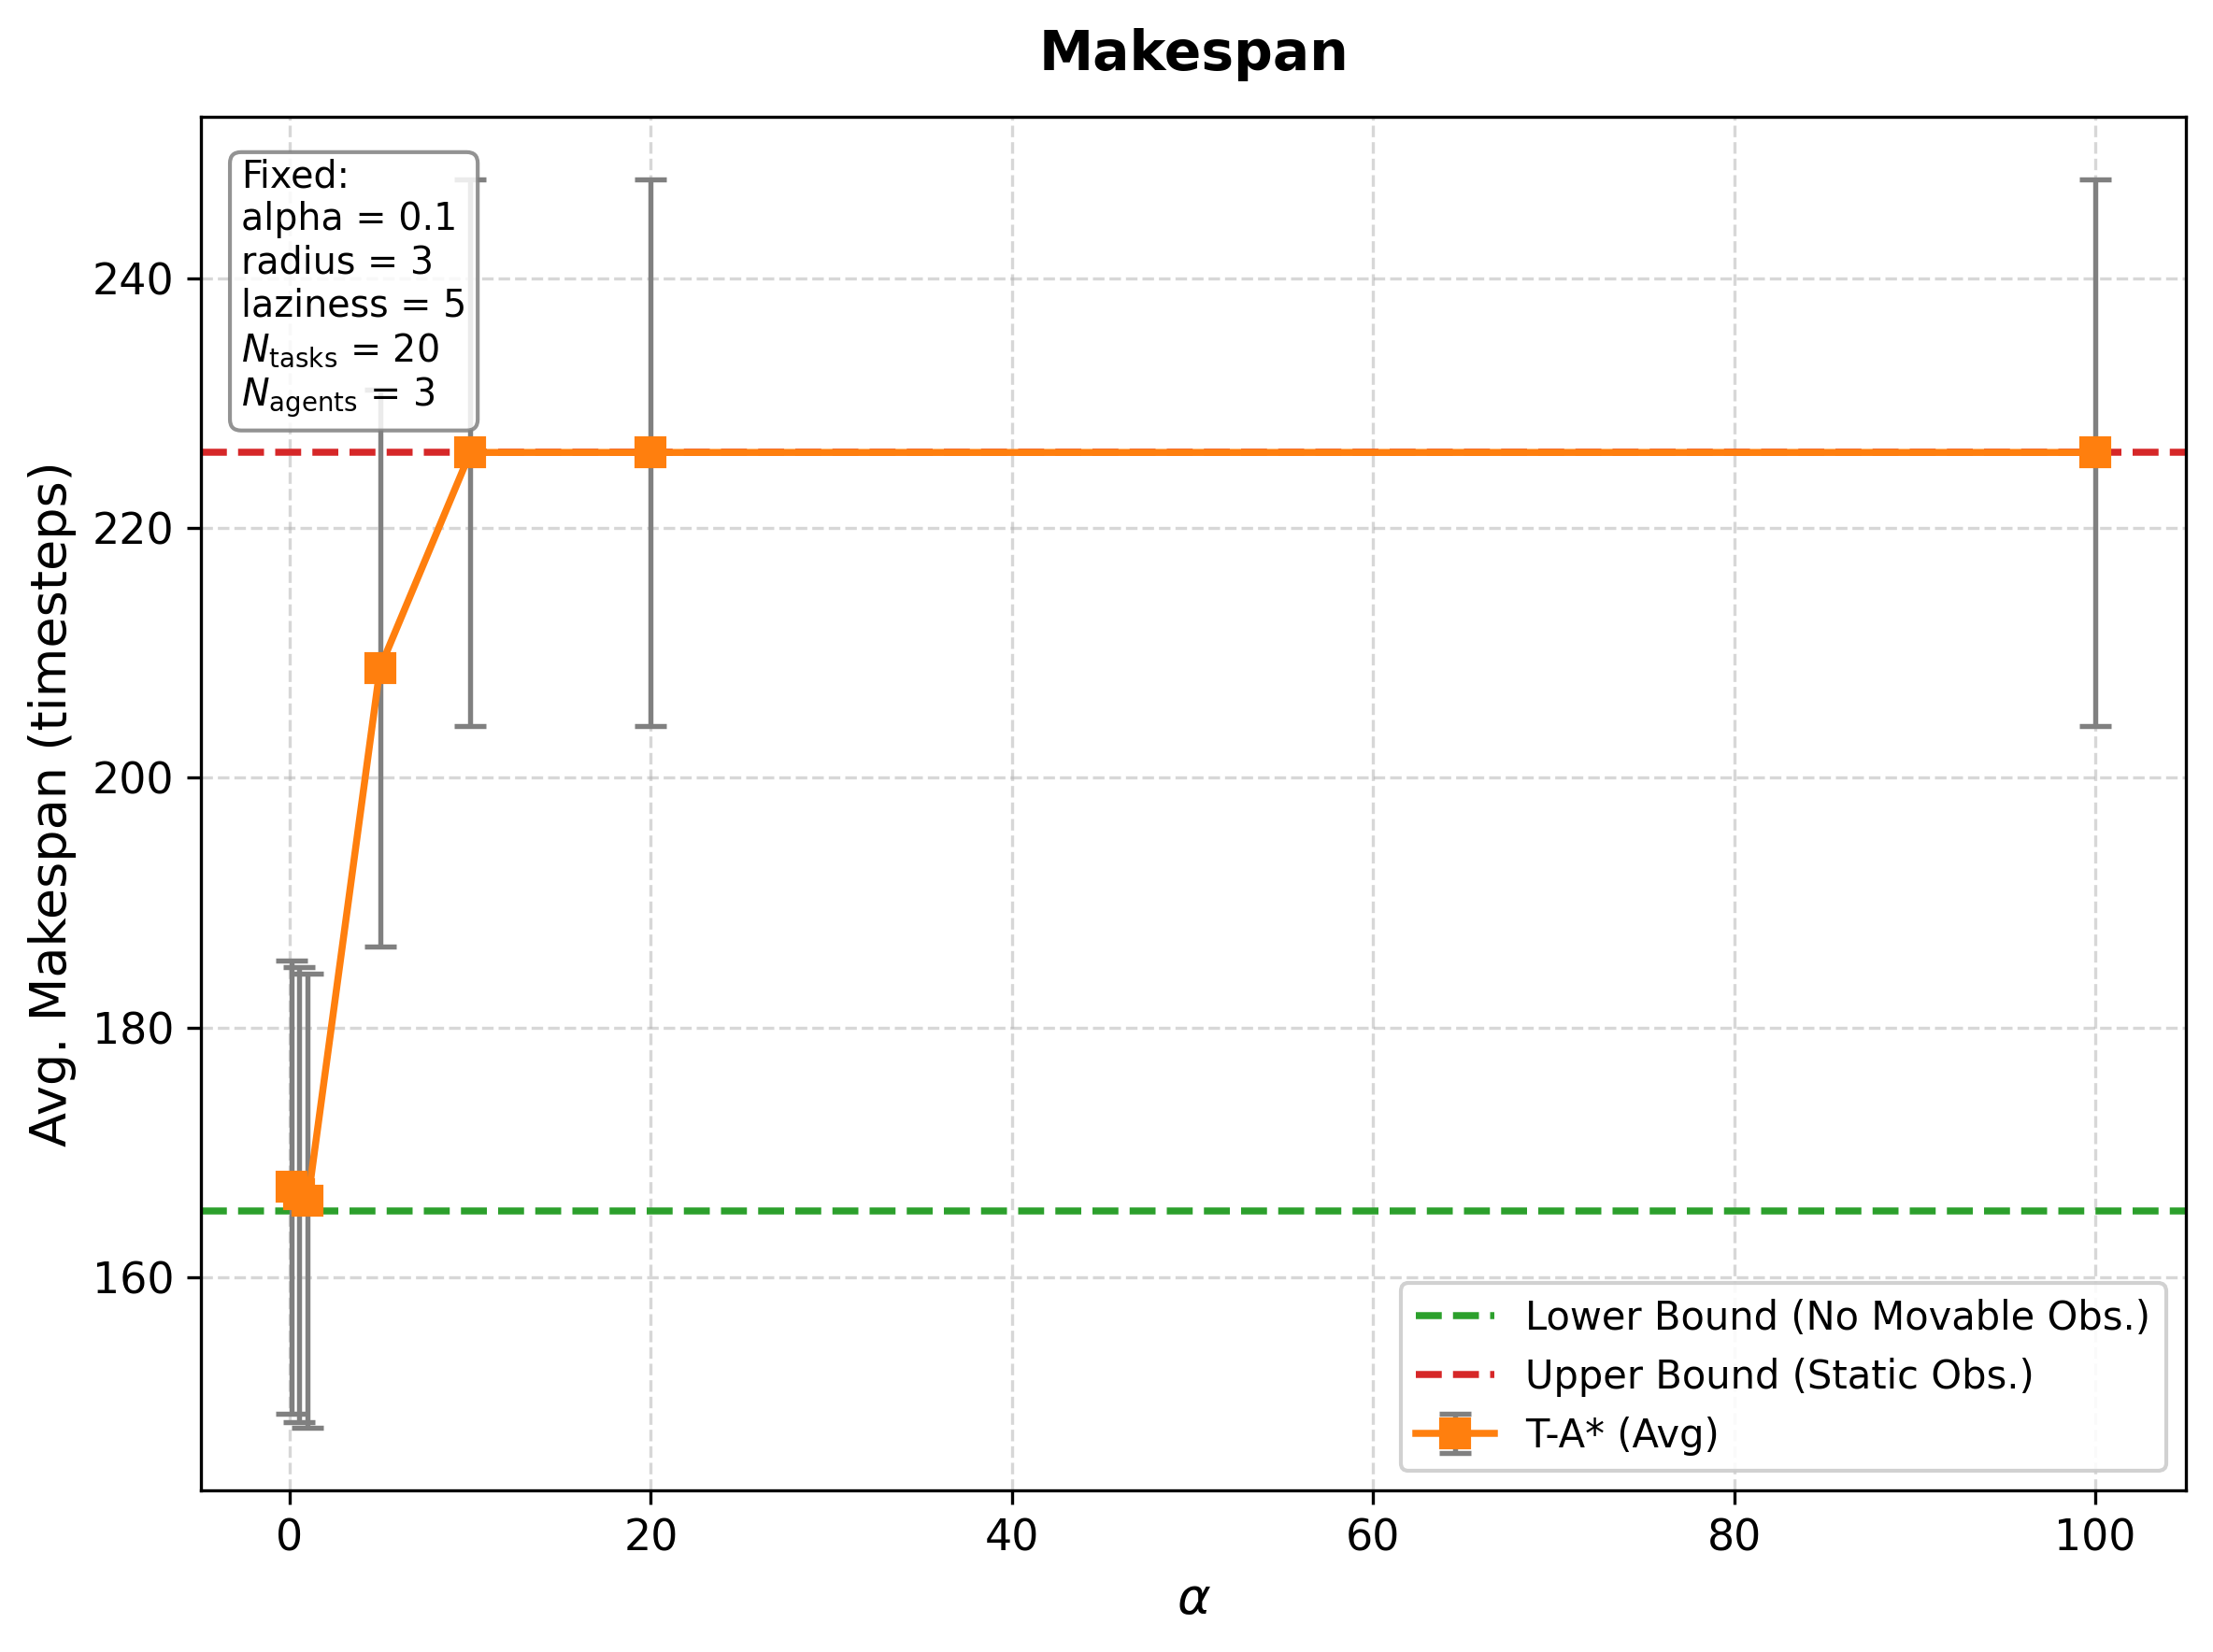 Makespan
Fixed:
alpha = 0.1
radius = 3
laziness = 5
N_tasks = 20
N_agents = 3
240
220
200
180
160
Avg. Makespan (timesteps)
Lower Bound (No Movable Obs.)
Upper Bound (Static Obs.)
T-A* (Avg)
0 20 40 60 80 100
α